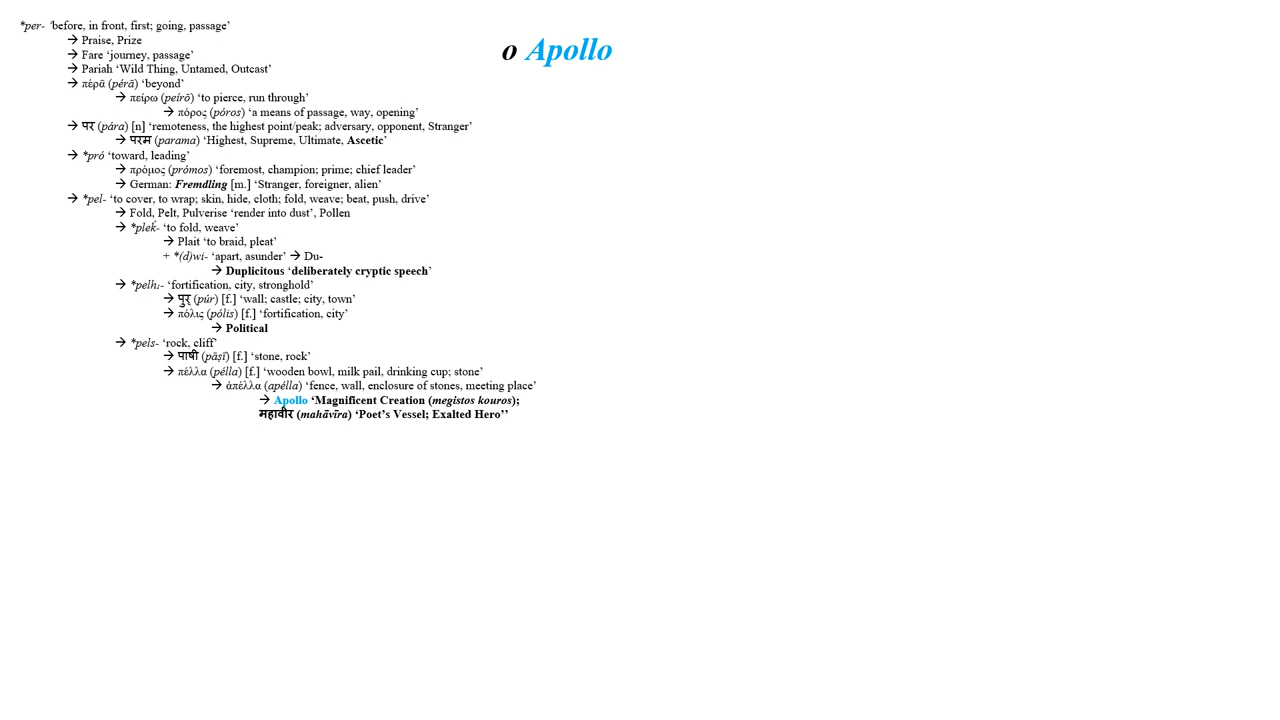 *per- ‘before, in front, first; going, passage’
o Apollo
→ Praise, Prize
→ Fare ‘journey, passage’
→ Pariah ‘Wild Thing, Untamed, Outcast’
→ πέρᾱ (pérā) ‘beyond’
→ πείρω (peírō) ‘to pierce, run through’
→ πόρος (póros) ‘a means of passage, way, opening’
→ पर (pára) [n] ‘remoteness, the highest point/peak; adversary, opponent, Stranger’
→ परम (parama) ‘Highest, Supreme, Ultimate, Ascetic’
→ *pró ‘toward, leading’
→ πρόμος (prómos) ‘foremost, champion; prime; chief leader’
→ German: Fremdling [m.] ‘Stranger, foreigner, alien’
→ *pel- ‘to cover, to wrap; skin, hide, cloth; fold, weave; beat, push, drive’
→ Fold, Pelt, Pulverise ‘render into dust’, Pollen
→ *pleḱ- ‘to fold, weave’
→ Plait ‘to braid, pleat’
+ *(d)wi- ‘apart, asunder’ → Du-
→ Duplicitous ‘deliberately cryptic speech’
→ *pelh₁- ‘fortification, city, stronghold’
→ पुर् (púr) [f.] ‘wall; castle; city, town’
→ πόλις (pólis) [f.] ‘fortification, city’
→ Political
→ *pels- ‘rock, cliff’
→ पाषी (pāṣī) [f.] ‘stone, rock’
→ πέλλα (pélla) [f.] ‘wooden bowl, milk pail, drinking cup; stone’
→ ἀπέλλα (apélla) ‘fence, wall, enclosure of stones, meeting place’
→ Apollo ‘Magnificent Creation (megistos kouros);
महावीर (mahāvīra) ‘Poet’s Vessel; Exalted Hero’’